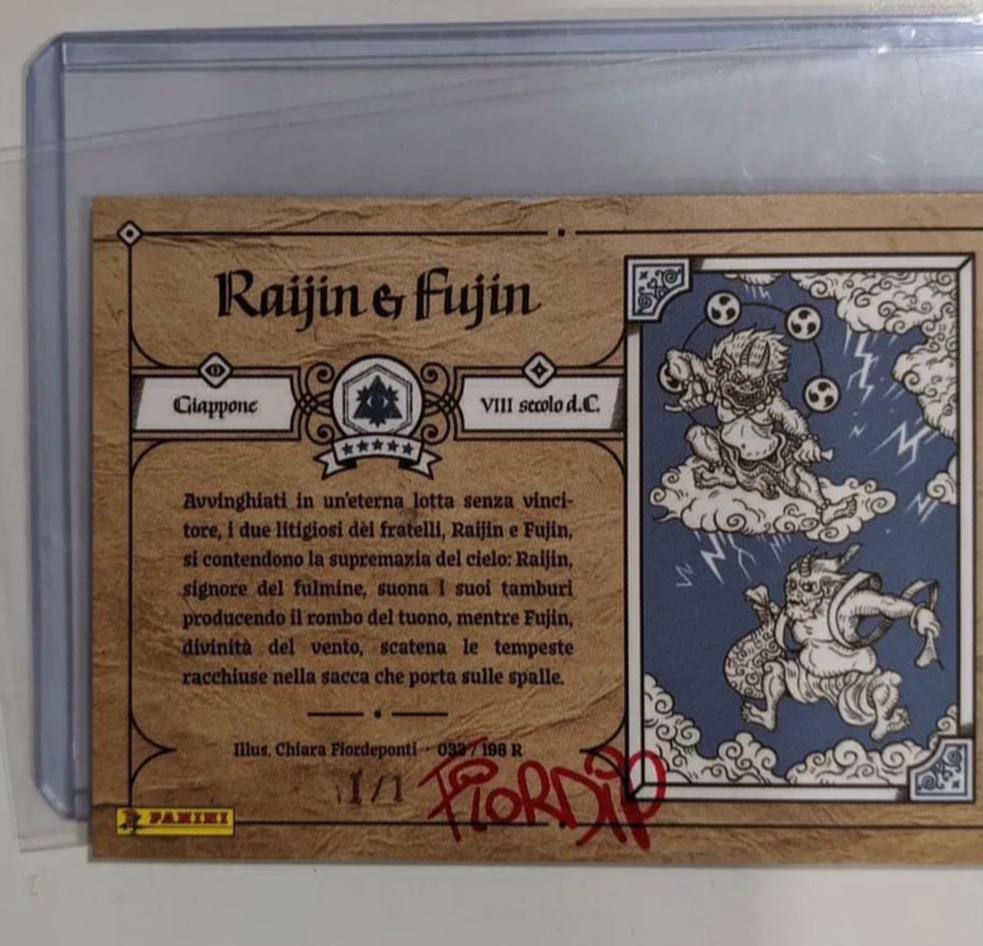 Raijin & Fujin
Giappone
VIII secolo d.C.
Avvinghiati in un'eterna lotta senza vinci-
tore, i due litigiosi dèi fratelli, Raijin e Fujin,
si contendono la supremazia del cielo: Raijin,
signore del fulmine, suona i suoi tamburi
producendo il rombo del tuono, mentre Fujin,
divinità del vento, scatena le tempeste
racchiuse nella sacca che porta sulle spalle.
Illus. Chiara Fiordeponti · 033/198 R
1/1
FIORDIP
PANINI